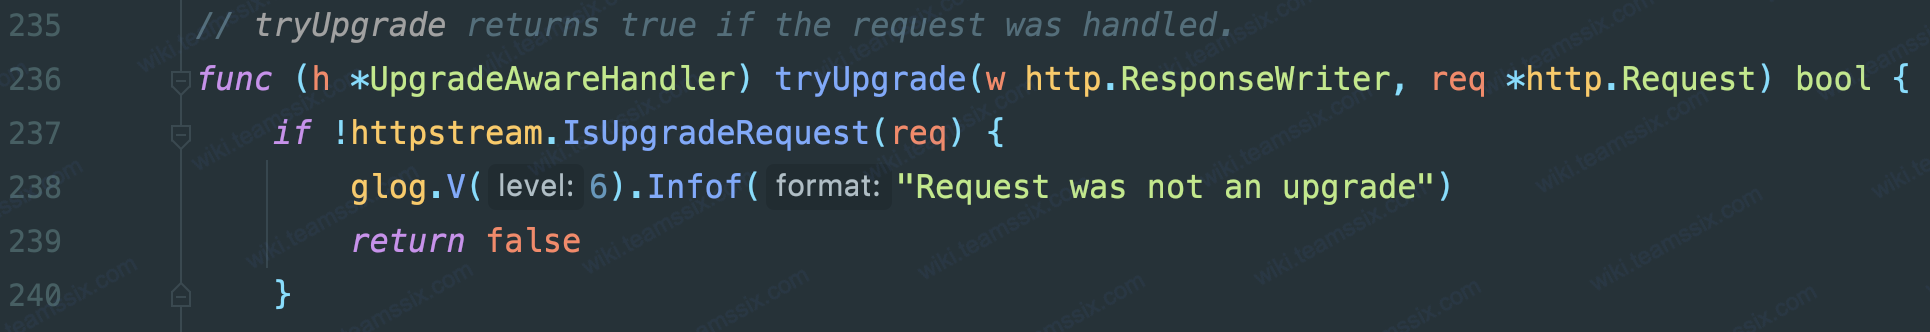 235 // tryUpgrade returns true if the request was handled.
236 func (h *UpgradeAwareHandler) tryUpgrade(w http.ResponseWriter, req *http.Request) bool {
237 if !httpstream.IsUpgradeRequest(req) {
238 glog.V( level: 6).Infof( format: "Request was not an upgrade")
239 return false
240 }
wiki.teamssix.com